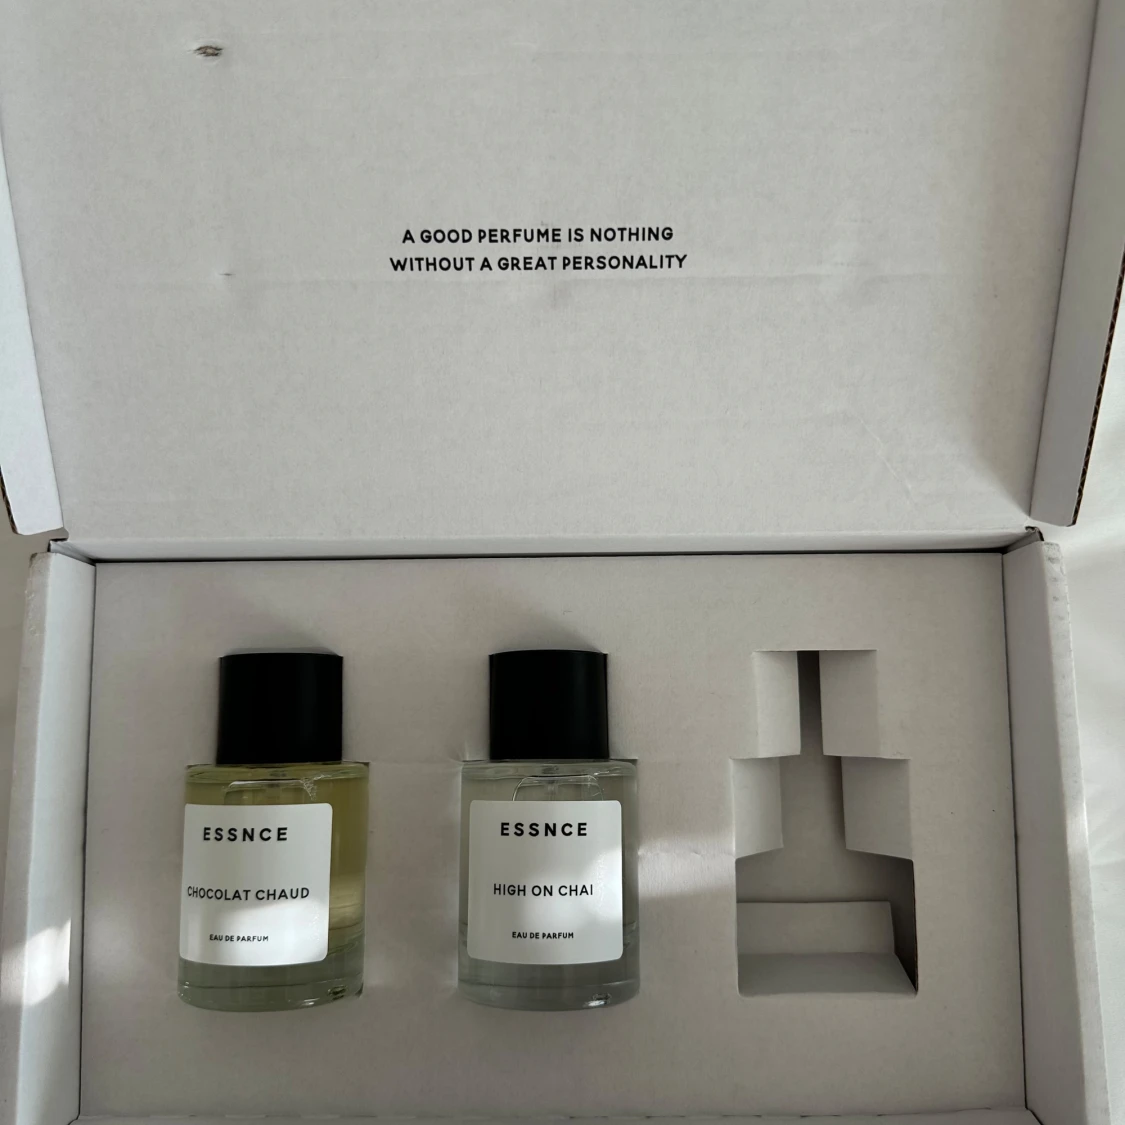 A GOOD PERFUME IS NOTHING
WITHOUT A GREAT PERSONALITY
ESSNCE
CHOCOLAT CHAUD
EAU DE PARFUM
ESSNCE
HIGH ON CHAI
EAU DE PARFUM